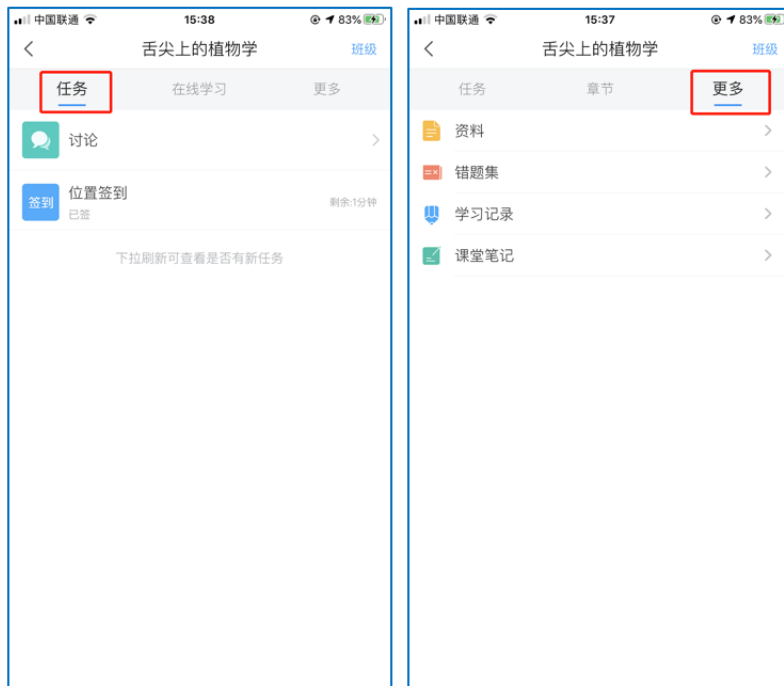 中国联通 15:38 83%
舌尖上的植物学 班级
任务 在线学习 更多
讨论
签到 位置签到 剩余:1分钟
已签
下拉刷新可查看是否有新任务
中国联通 15:37 83%
舌尖上的植物学 班级
任务 章节 更多
资料
错题集
学习记录
课堂笔记